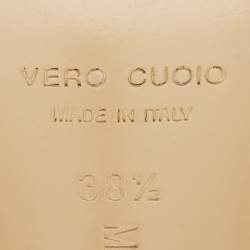 VERO CUOIO
MADE IN ITALY
38½
M